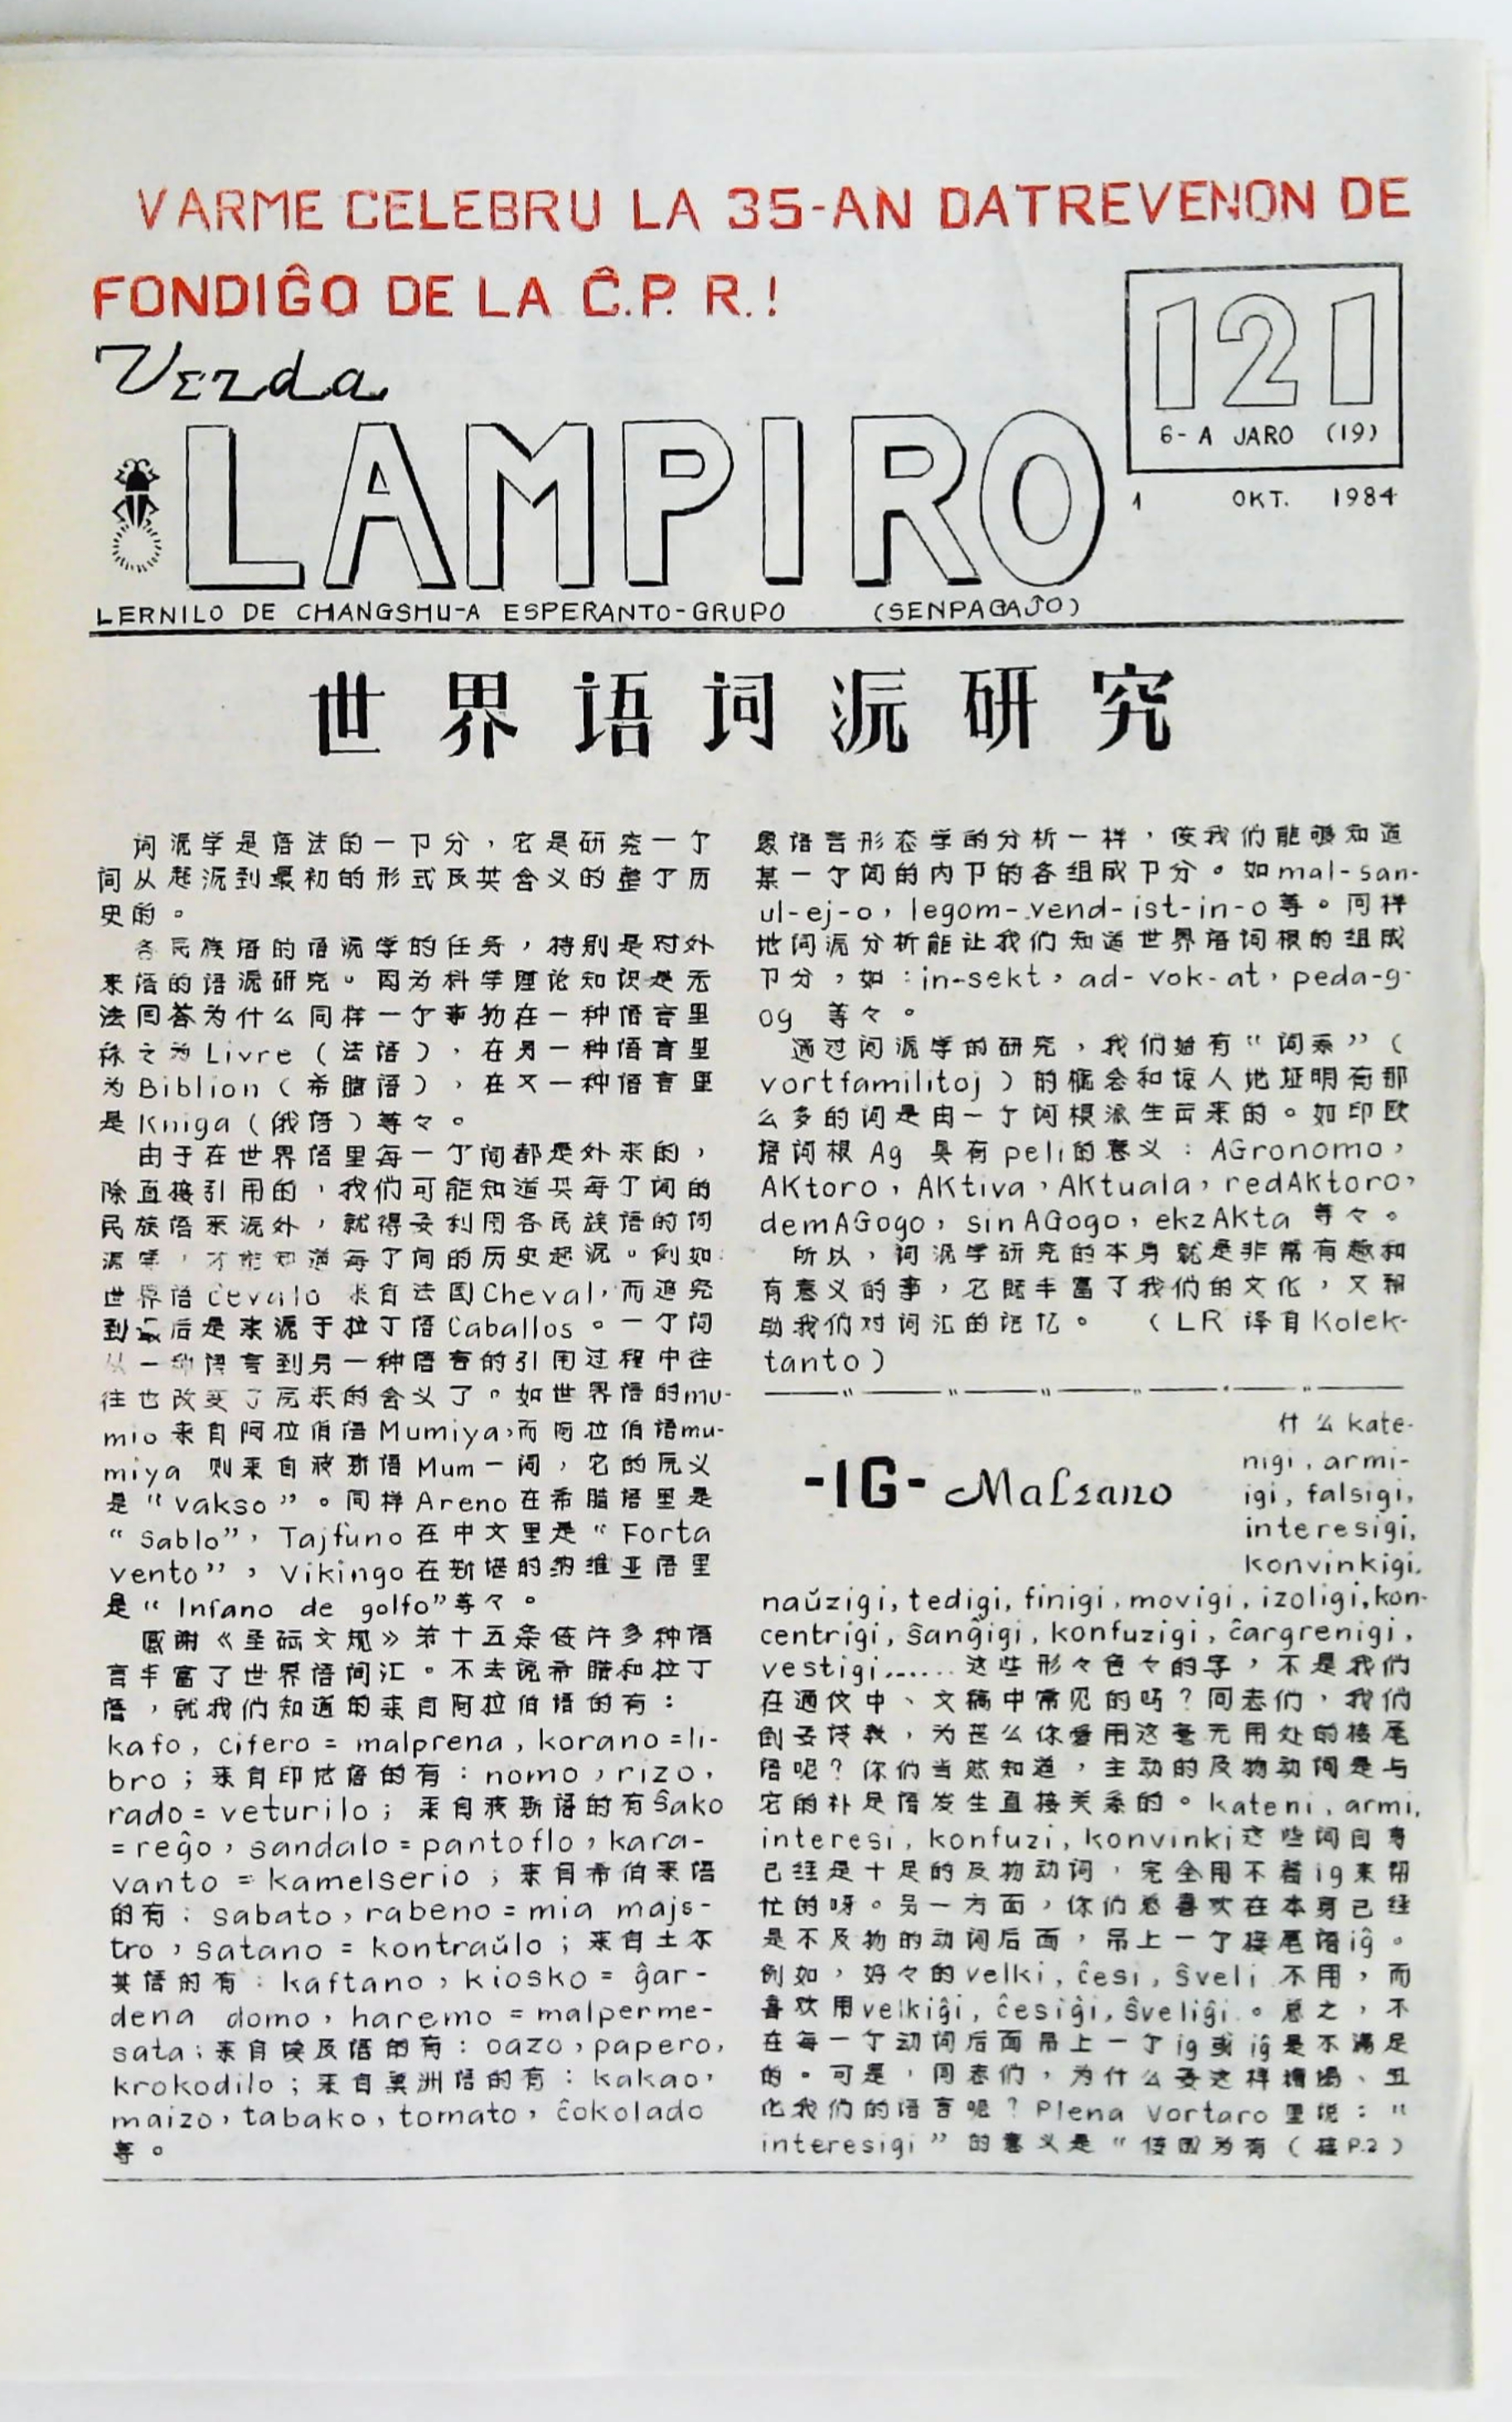 VARME CELEBRU LA 35-AN DATREVENON DE
FONDIĜO DE LA Ĉ.P.R.!
Verda
LAMPIRO
121
6-A JARO (19)
1 OKT. 1984
LERNILO DE CHANGSHU-A ESPERANTO-GRUPO (SENPAGAĴO)
世界语词源研究
词源学是语法的一卩分，它是研究一个
词从起源到最初的形式及其含义的整个历
史的。
各民族语的语源学的任务，特别是对外
来语的语源研究。因为科学理论知识是无
法回答为什么同样一个事物在一种语言里
称之为Livre（法语），在另一种语言里
为Biblion（希腊语），在又一种语言里
是Kniga（俄语）等々。
由于在世界语里每一个词都是外来的，
除直接引用的，我们可能知道其每个词的
民族语来源外，就得要利用各民族语的词
源学，才能知道每个词的历史起源。例如：
世界语ĉevalo 来自法国Cheval，而追究
到最后是来源于拉丁语Caballos。一个词
从一种语言到另一种语言的引用过程中往
往也改变了原来的含义了。如世界语的mu-
mio来自阿拉伯语Mumiya，而阿拉伯语mu-
miya 则来自波斯语Mum一词，它的原义
是“vakso”。同样Areno在希腊语里是
“Sablo”，Tajfuno在中文里是“Forta
vento”，Vikingo在斯堪的纳维亚语里
是“Infano de golfo”等々。
感谢《圣际文规》第十五条使许多种语
言丰富了世界语词汇。不去说希腊和拉丁
语，就我们知道的来自阿拉伯语的有：
kafo，cifero=malprena，korano=li-
bro；来自印地语的有：nomo，rizo，
rado=veturilo；来自波斯语的有Ŝako
=reĝo，sandalo=pantoflo，kara-
vanto=kamelserio；来自希伯来语
的有：sabato，rabeno=mia majs-
tro，satano=kontraŭlo；来自土尔
其语的有：kaftano，kiosko=ĝar-
dena domo，haremo=malperme-
sata；来自埃及语的有：oazo，papero，
krokodilo；来自美洲语的有：kakao，
maizo，tabako，tomato，ĉokolado
等。
象语言形态学的分析一样，使我们能够知道
某一个词的内卩的各组成卩分。如mal-san-
ul-ej-o，legom-vend-ist-in-o等。同样
地词源分析能让我们知道世界语词根的组成
卩分，如：in-sekt，ad-vok-at，peda-g-
og 等々。
通过词源学的研究，我们始有“词系”（
vortfamilitoj）的概念和惊人地证明有那
么多的词是由一个词根派生而来的。如印欧
语词根 Ag 具有peli的意义：AGronomo，
AKtoro，AKtiva，AKtuala，redAKtoro，
demAGogo，sinAGogo，ekzAKta 等々。
所以，词源学研究的本身就是非常有趣和
有意义的事，它既丰富了我们的文化，又帮
助我们对词汇的记忆。（LR 译自Kolek-
tanto）
-IG- Malsano
什么kate-
nigi，armi-
igi，falsigi，
interesigi，
konvinkigi，
naŭzigi，tedigi，finigi，movigi，izoligi，kon-
centrigi，ŝanĝigi，konfuzigi，ĉargrenigi，
vestigi……这些形々色々的字，不是我们
在通仗中、文稿中常见的吗？同志们，我们
倒要请教，为甚么你爱用这毫无用处的接尾
语呢？你们当然知道，主动的及物动词是与
它的补足语发生直接关系的。kateni，armi，
interesi，konfuzi，konvinki这些词自身
已经是十足的及物动词，完全用不着ig来帮
忙的呀。另一方面，你们总喜欢在本身已经
是不及物的动词后面，吊上一个接尾语iĝ。
例如，好々的velki，ĉesi，ŝveli 不用，而
喜欢用velkiĝi，ĉesiĝi，ŝveliĝi。总之，不
在每一个动词后面吊上一个ig或iĝ是不满足
的。可是，同志们，为什么要这样糟塌、丑
化我们的语言呢？Plena Vortaro里说：“
interesigi”的意义是“使因为有（接P.2）